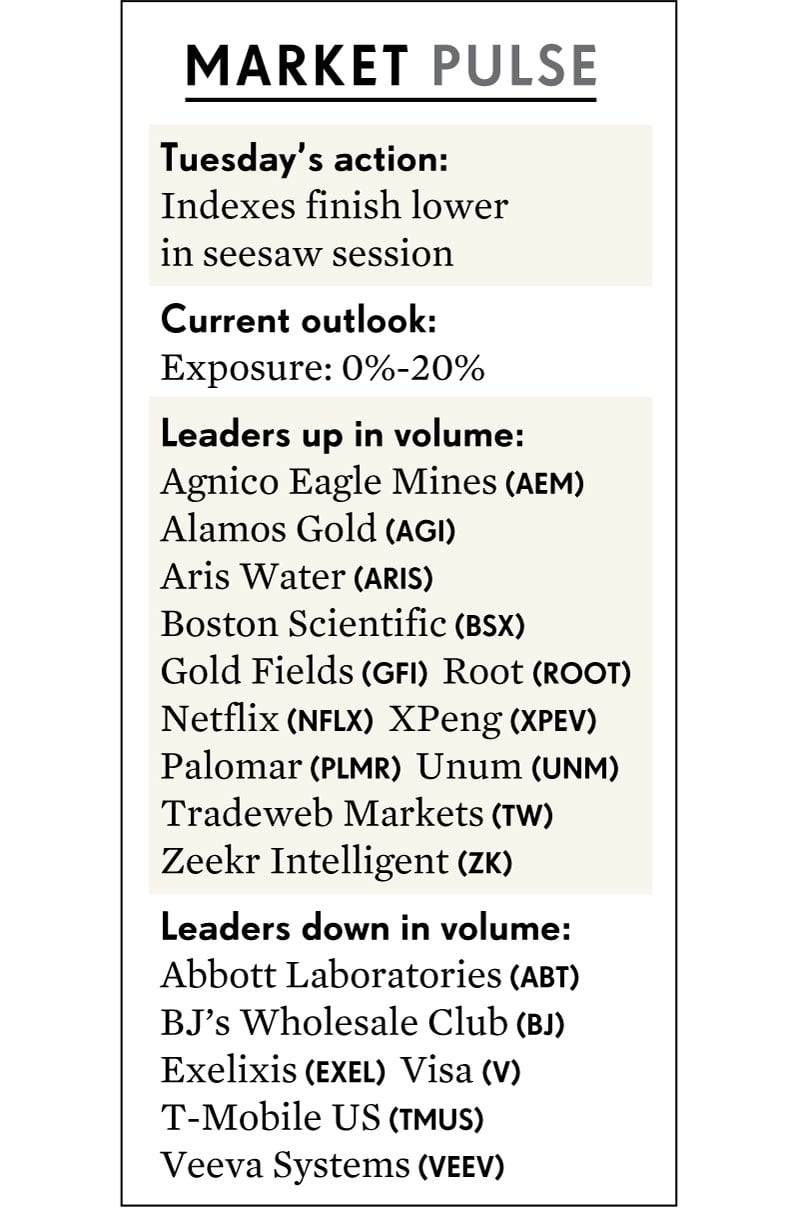 MARKET PULSE
Tuesday’s action:
Indexes finish lower
in seesaw session
Current outlook:
Exposure: 0%-20%
Leaders up in volume:
Agnico Eagle Mines (AEM)
Alamos Gold (AGI)
Aris Water (ARIS)
Boston Scientific (BSX)
Gold Fields (GFI) Root (ROOT)
Netflix (NFLX) XPeng (XPEV)
Palomar (PLMR) Unum (UNM)
Tradeweb Markets (TW)
Zeekr Intelligent (ZK)
Leaders down in volume:
Abbott Laboratories (ABT)
BJ’s Wholesale Club (BJ)
Exelixis (EXEL) Visa (V)
T-Mobile US (TMUS)
Veeva Systems (VEEV)